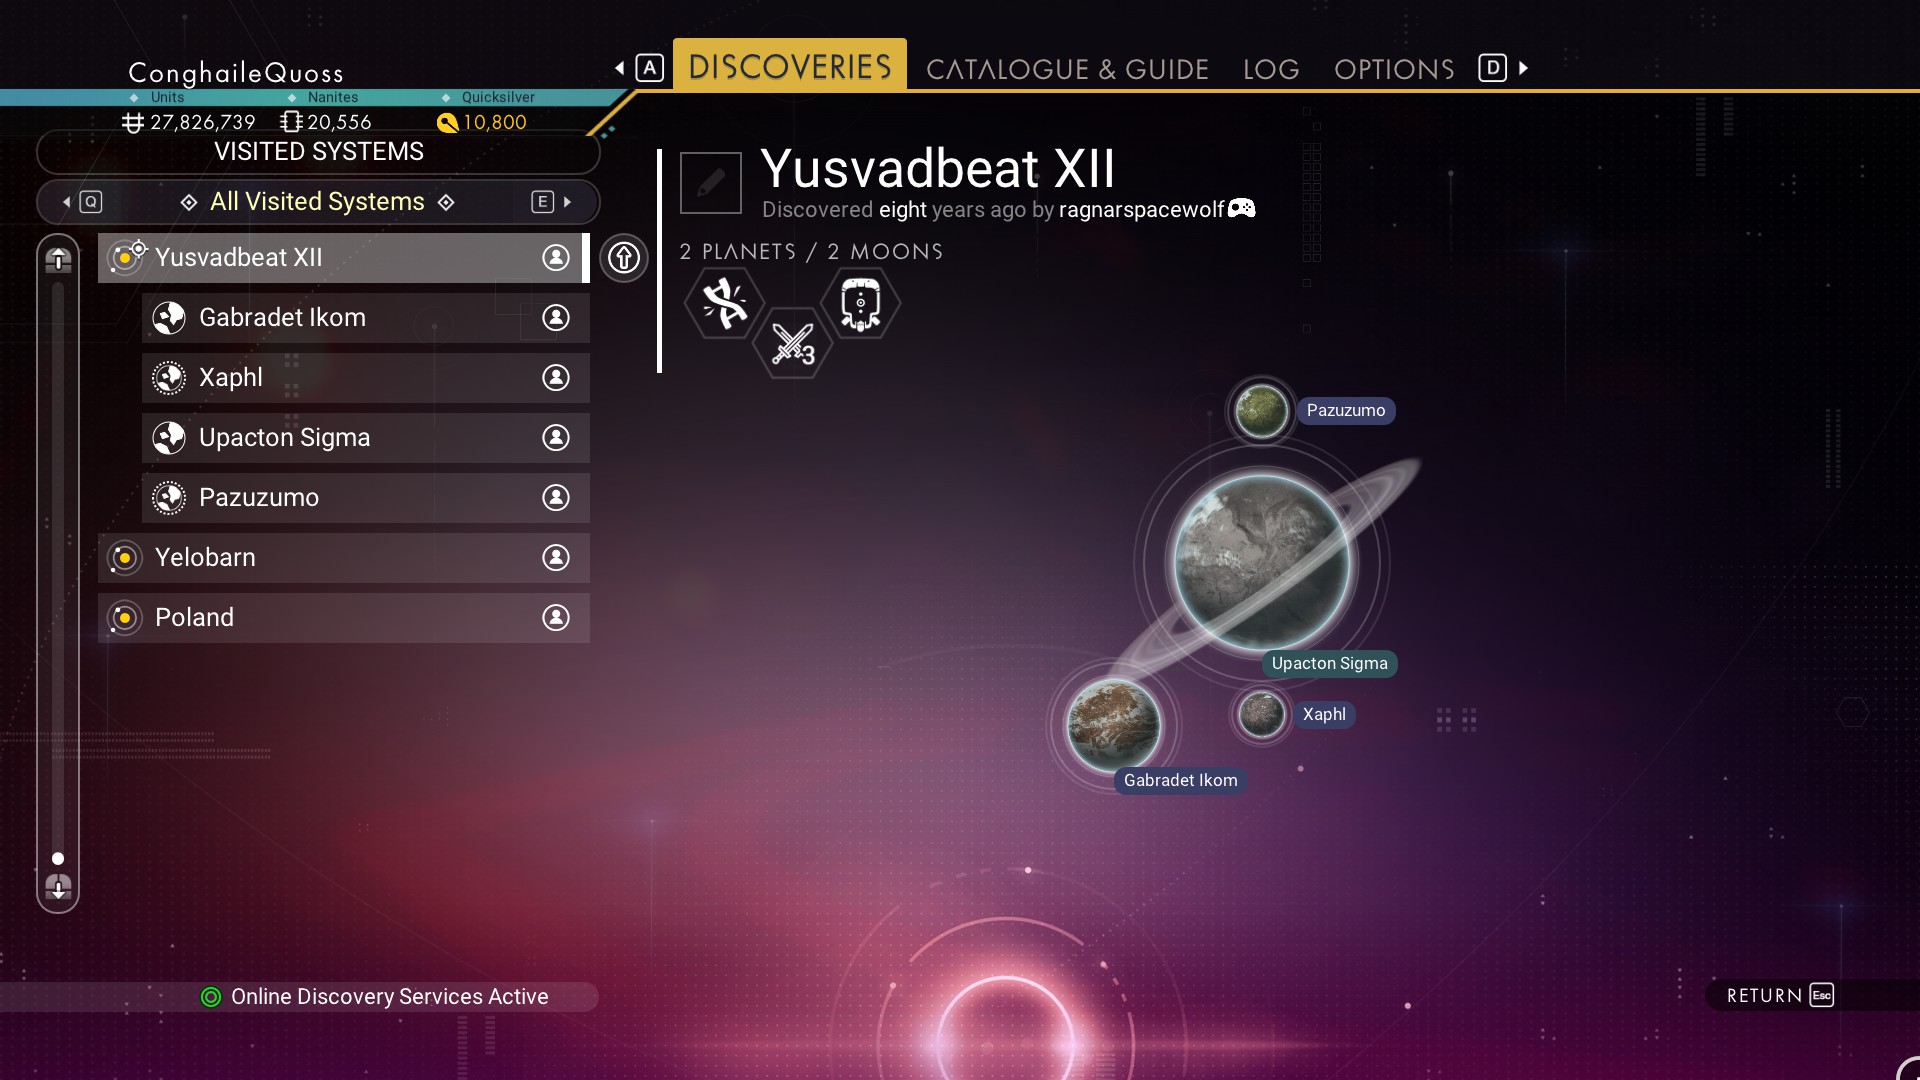 ConghaileQuoss
Units Nanites Quicksilver
27,826,739 20,556 10,800
A DISCOVERIES CATALOGUE & GUIDE LOG OPTIONS D
VISITED SYSTEMS
Q All Visited Systems E
Yusvadbeat XII
Gabradet Ikom
Xaphl
Upacton Sigma
Pazuzumo
Yelobarn
Poland
Online Discovery Services Active
Yusvadbeat XII
Discovered eight years ago by ragnarspacewolf
2 PLANETS / 2 MOONS
3
Pazuzumo
Upacton Sigma
Xaphl
Gabradet Ikom
RETURN Esc